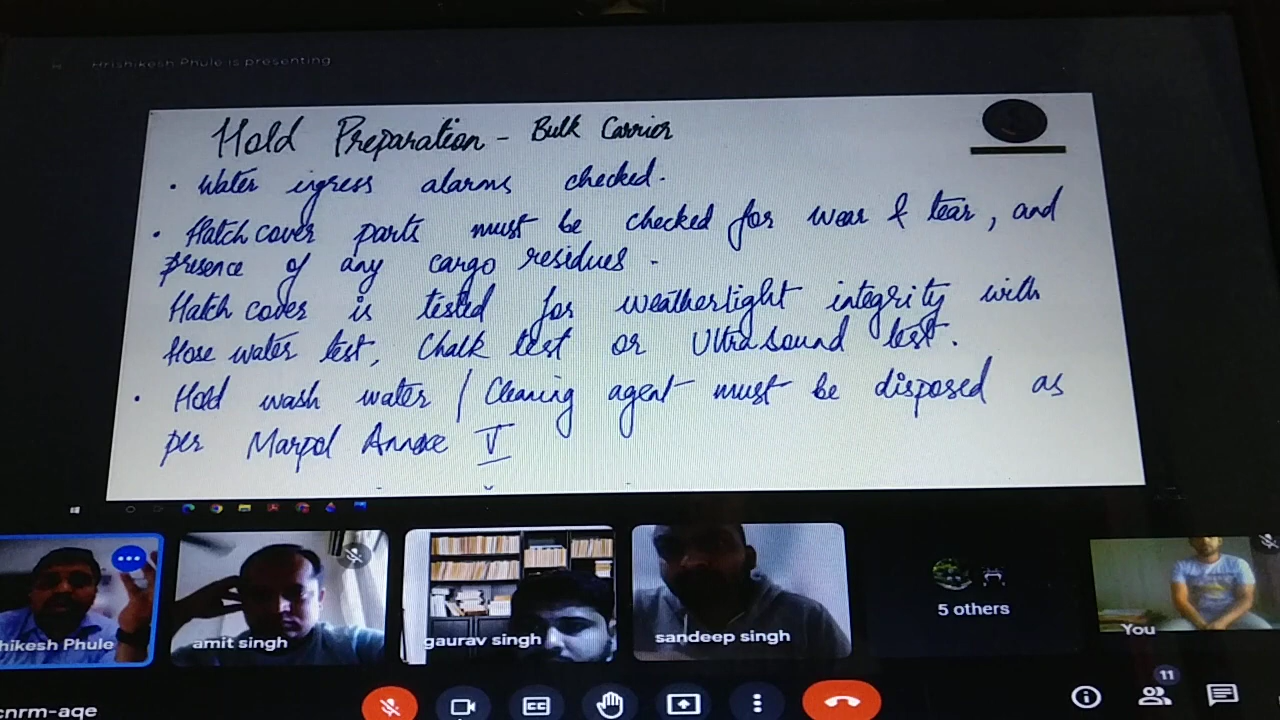 Hrishikesh Phule is presenting
Hold Preparation - Bulk Carrier
• Water ingress alarms checked.
• Hatch cover parts must be checked for wear & tear, and
presence of any cargo residues.
Hatch cover is tested for weathertight integrity with
Hose water test, Chalk test or Ultrasound test.
• Hold wash water / Cleaning agent must be disposed as
per Marpol Annexe V
hikesh Phule
amit singh
gaurav singh
sandeep singh
5 others
You
11
cnrm-aqe
CC